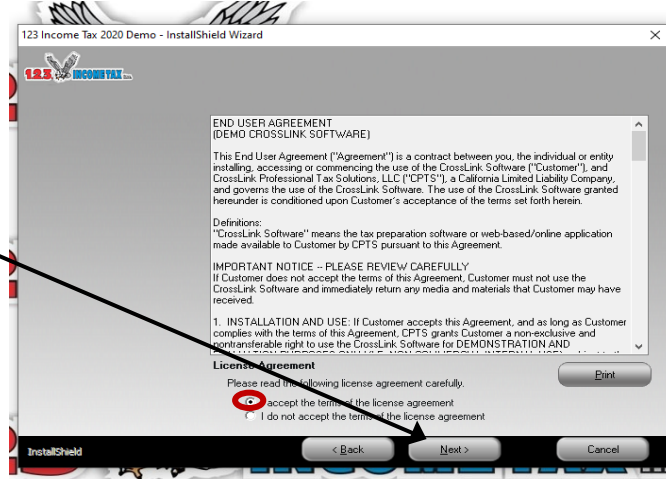 123 Income Tax 2020 Demo - InstallShield Wizard
123 INCOME TAX
END USER AGREEMENT
(DEMO CROSSLINK SOFTWARE)
This End User Agreement ("Agreement") is a contract between you, the individual or entity
installing, accessing or commencing the use of the CrossLink Software ("Customer"), and
CrossLink Professional Tax Solutions, LLC ("CPTS"), a California Limited Liability Company,
and governs the use of the CrossLink Software. The use of the CrossLink Software granted
hereunder is conditioned upon Customer's acceptance of the terms set forth herein.
Definitions:
"CrossLink Software" means the tax preparation software or web-based/online application
made available to Customer by CPTS pursuant to this Agreement.
IMPORTANT NOTICE -- PLEASE REVIEW CAREFULLY
If Customer does not accept the terms of this Agreement, Customer must not use the
CrossLink Software and immediately return any media and materials that Customer may have
received.
1. INSTALLATION AND USE: If Customer accepts this Agreement, and as long as Customer
complies with the terms of this Agreement, CPTS grants Customer a non-exclusive and
nontransferable right to use the CrossLink Software for DEMONSTRATION AND
License Agreement
Please read the following license agreement carefully.
Print
accept the terms of the license agreement
I do not accept the terms of the license agreement
InstallShield
< Back
Next >
Cancel
INCOME TAX